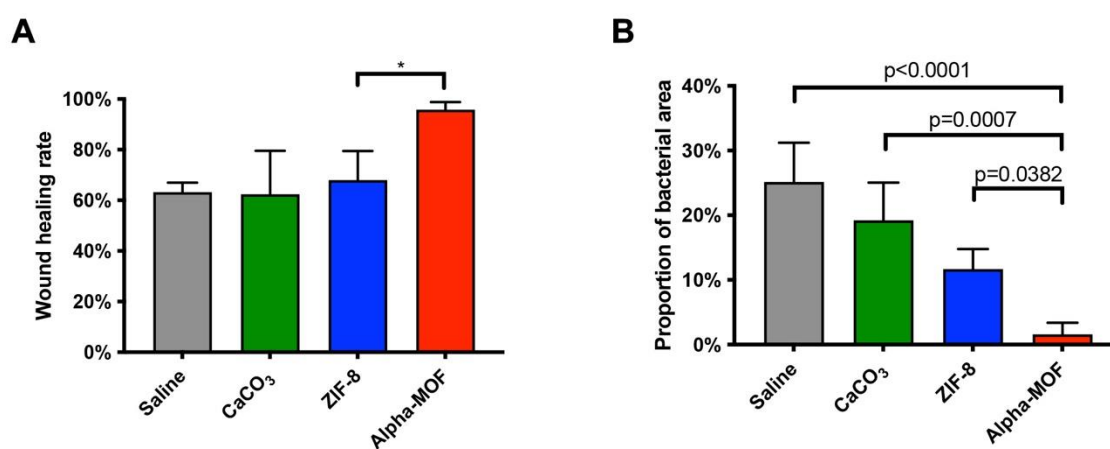 A
Wound healing rate
100%
80%
60%
40%
20%
0%
*
Saline
CaCO₃
ZIF-8
Alpha-MOF
B
Proportion of bacterial area
40%
30%
20%
10%
0%
p<0.0001
p=0.0007
p=0.0382
Saline
CaCO₃
ZIF-8
Alpha-MOF